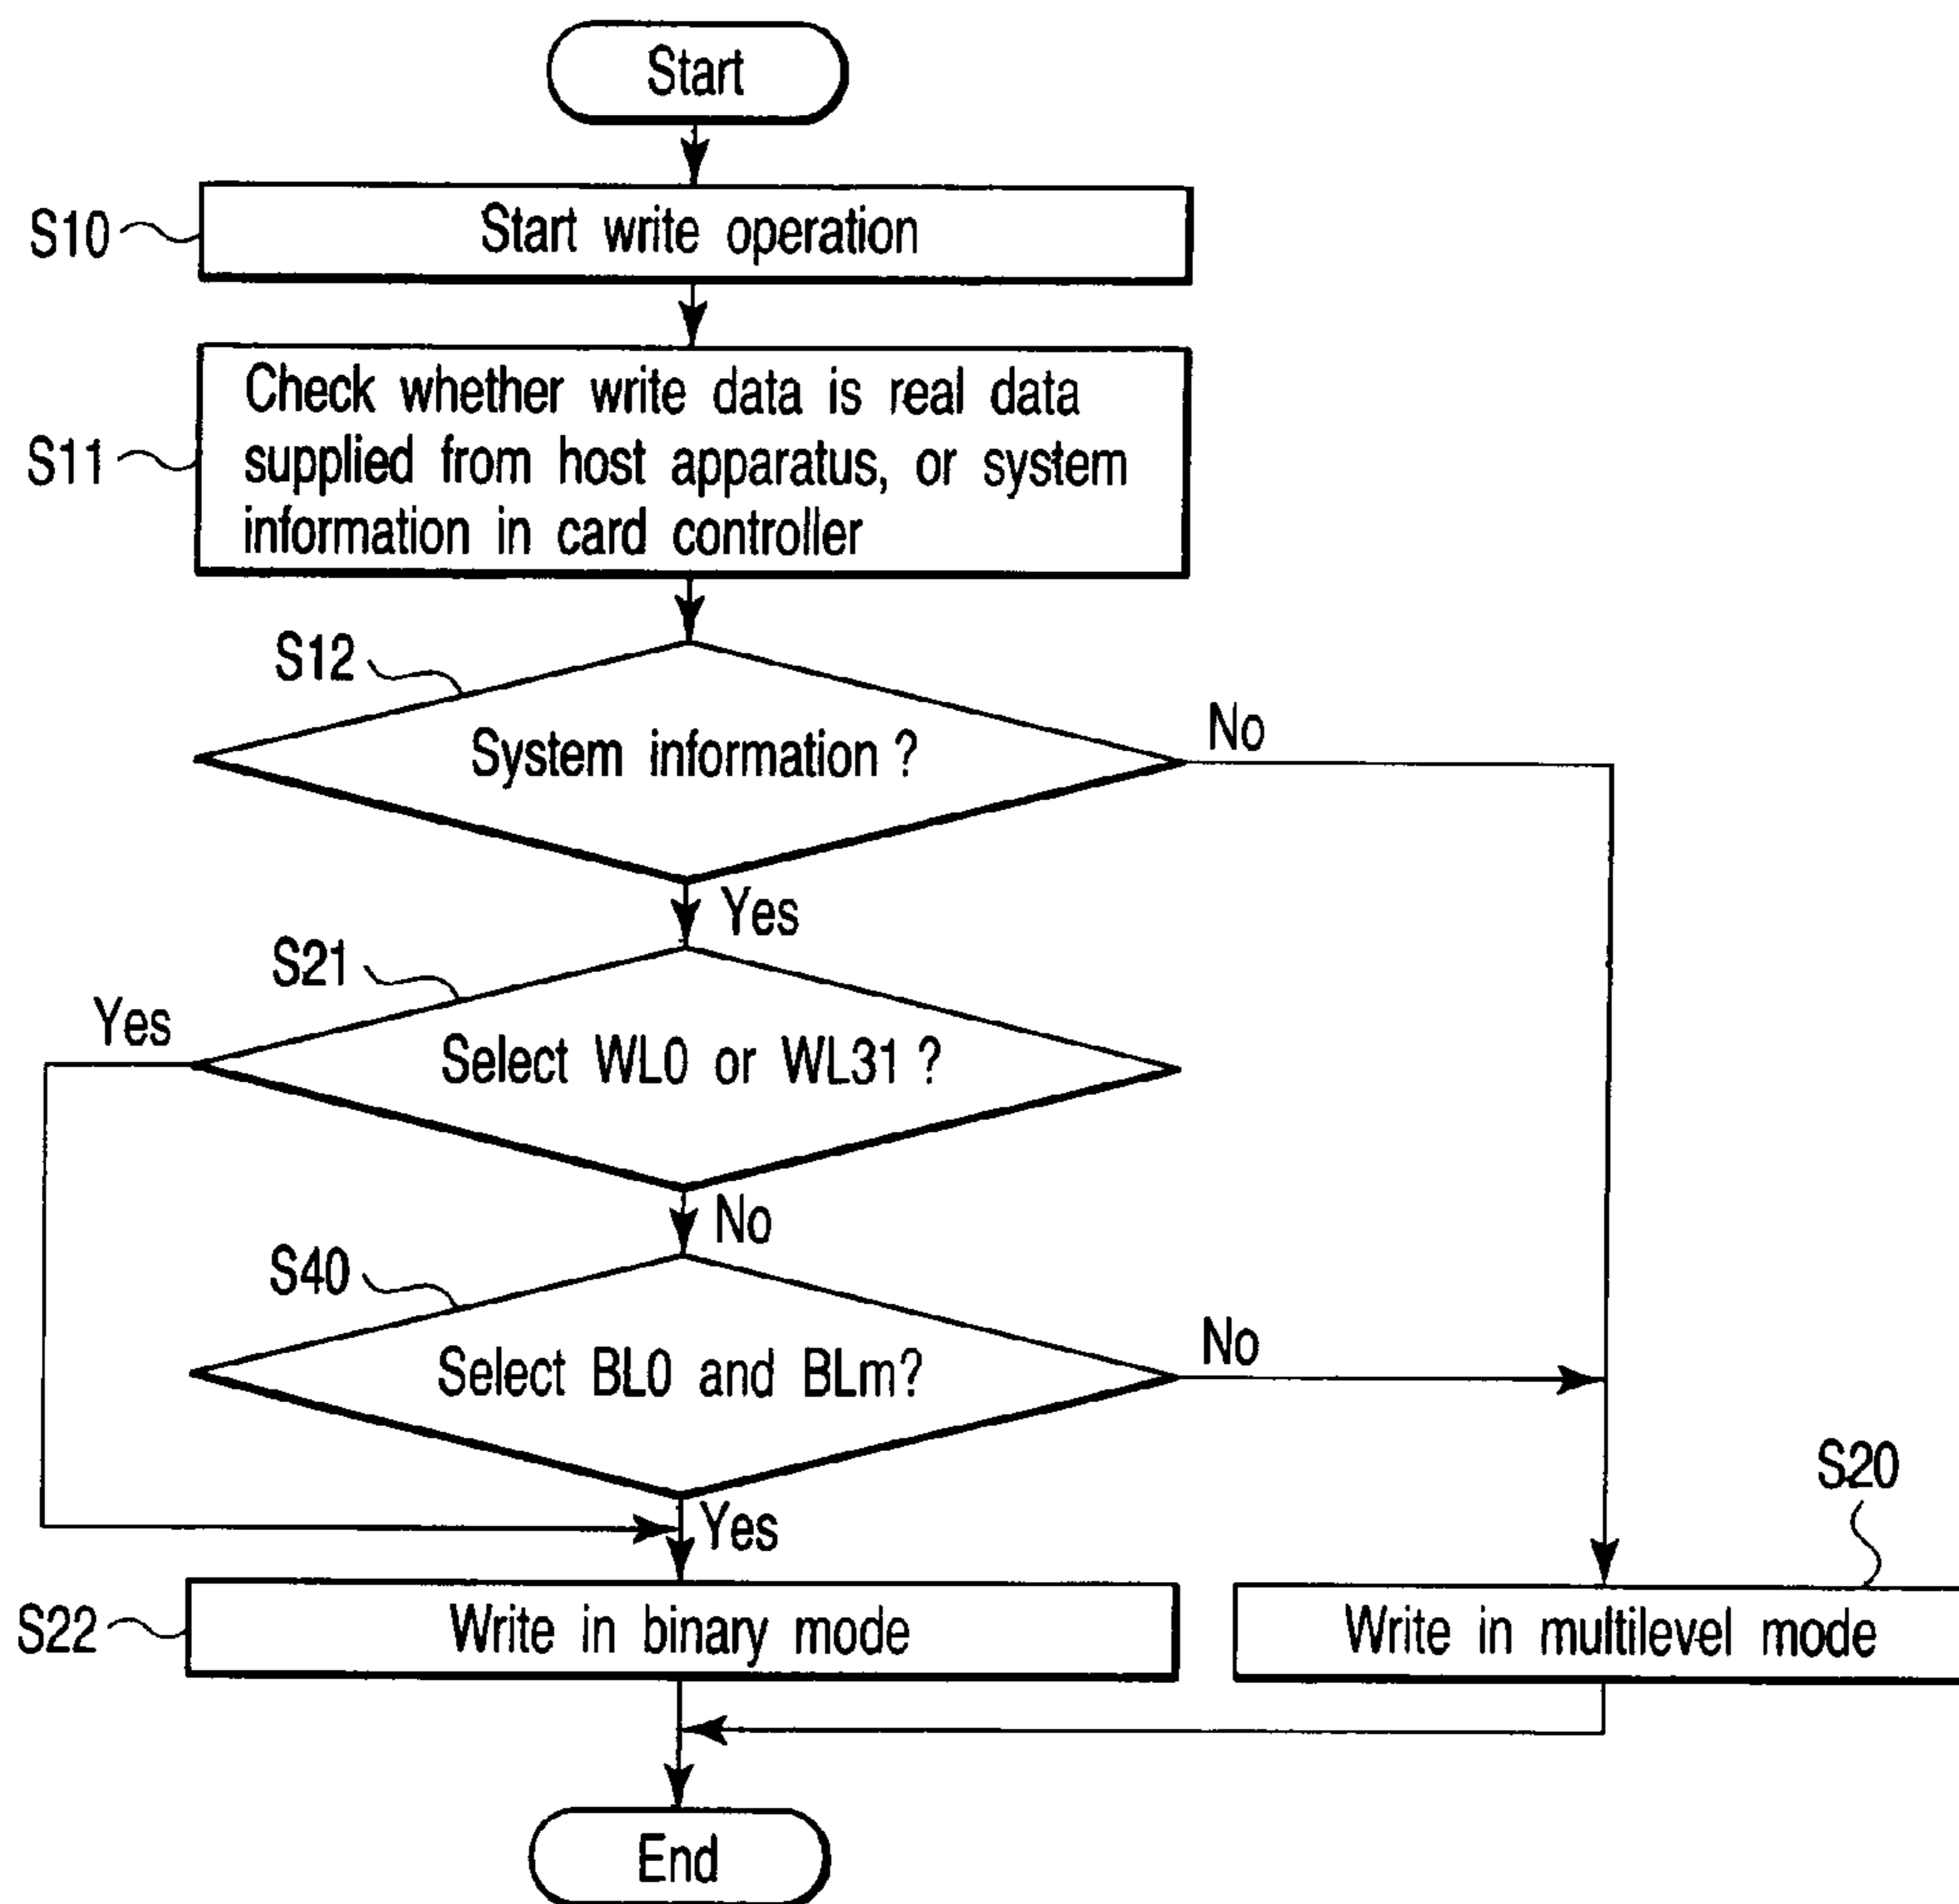 Start
S10
Start write operation
S11
Check whether write data is real data
supplied from host apparatus, or system
information in card controller
S12
System information ?
No
Yes
S21
Yes
Select WL0 or WL31 ?
No
S40
Select BL0 and BLm?
No
Yes
S20
S22
Write in binary mode
Write in multilevel mode
End